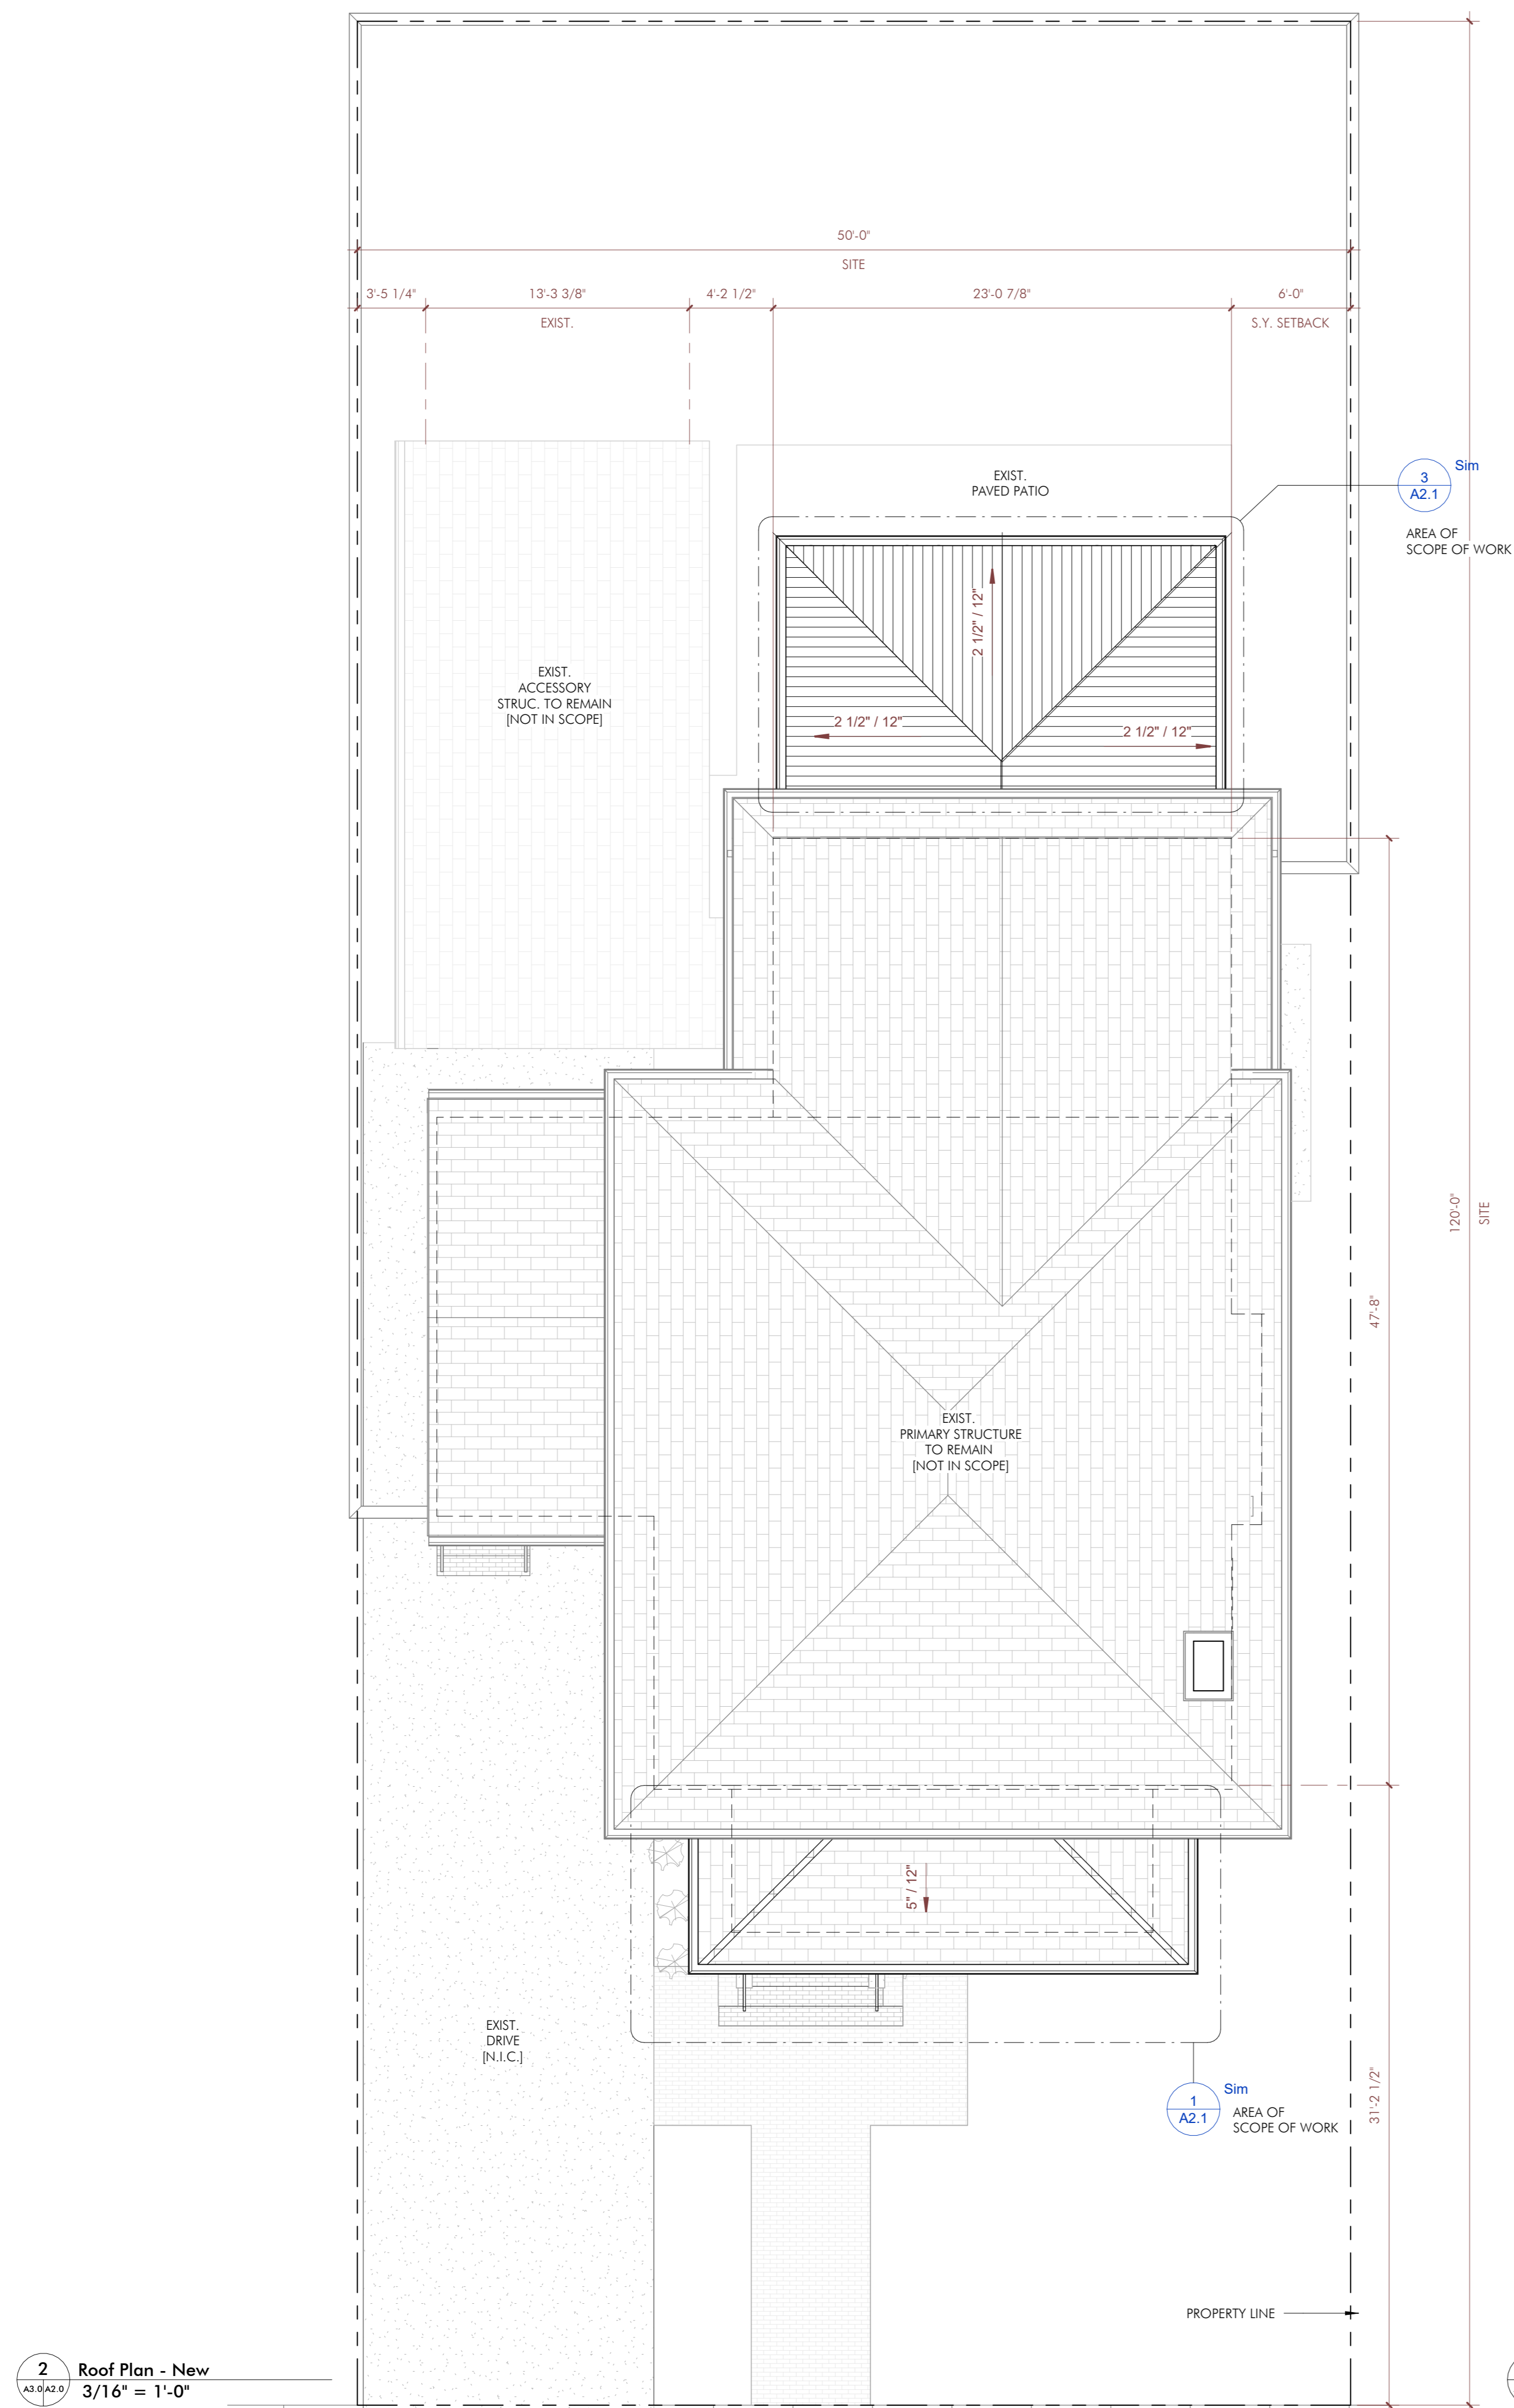 50'-0"
SITE
3'-5 1/4"
13'-3 3/8"
4'-2 1/2"
23'-0 7/8"
6'-0"
EXIST.
S.Y. SETBACK
EXIST.
PAVED PATIO
3
A2.1
Sim
AREA OF
SCOPE OF WORK
2 1/2" / 12"
EXIST.
ACCESSORY
STRUC. TO REMAIN
[NOT IN SCOPE]
2 1/2" / 12"
2 1/2" / 12"
120'-0"
SITE
47'-8"
EXIST.
PRIMARY STRUCTURE
TO REMAIN
[NOT IN SCOPE]
5" / 12"
EXIST.
DRIVE
[N.I.C.]
31'-2 1/2"
1
A2.1
Sim
AREA OF
SCOPE OF WORK
PROPERTY LINE
2
A3.0 A2.0
Roof Plan - New
3/16" = 1'-0"